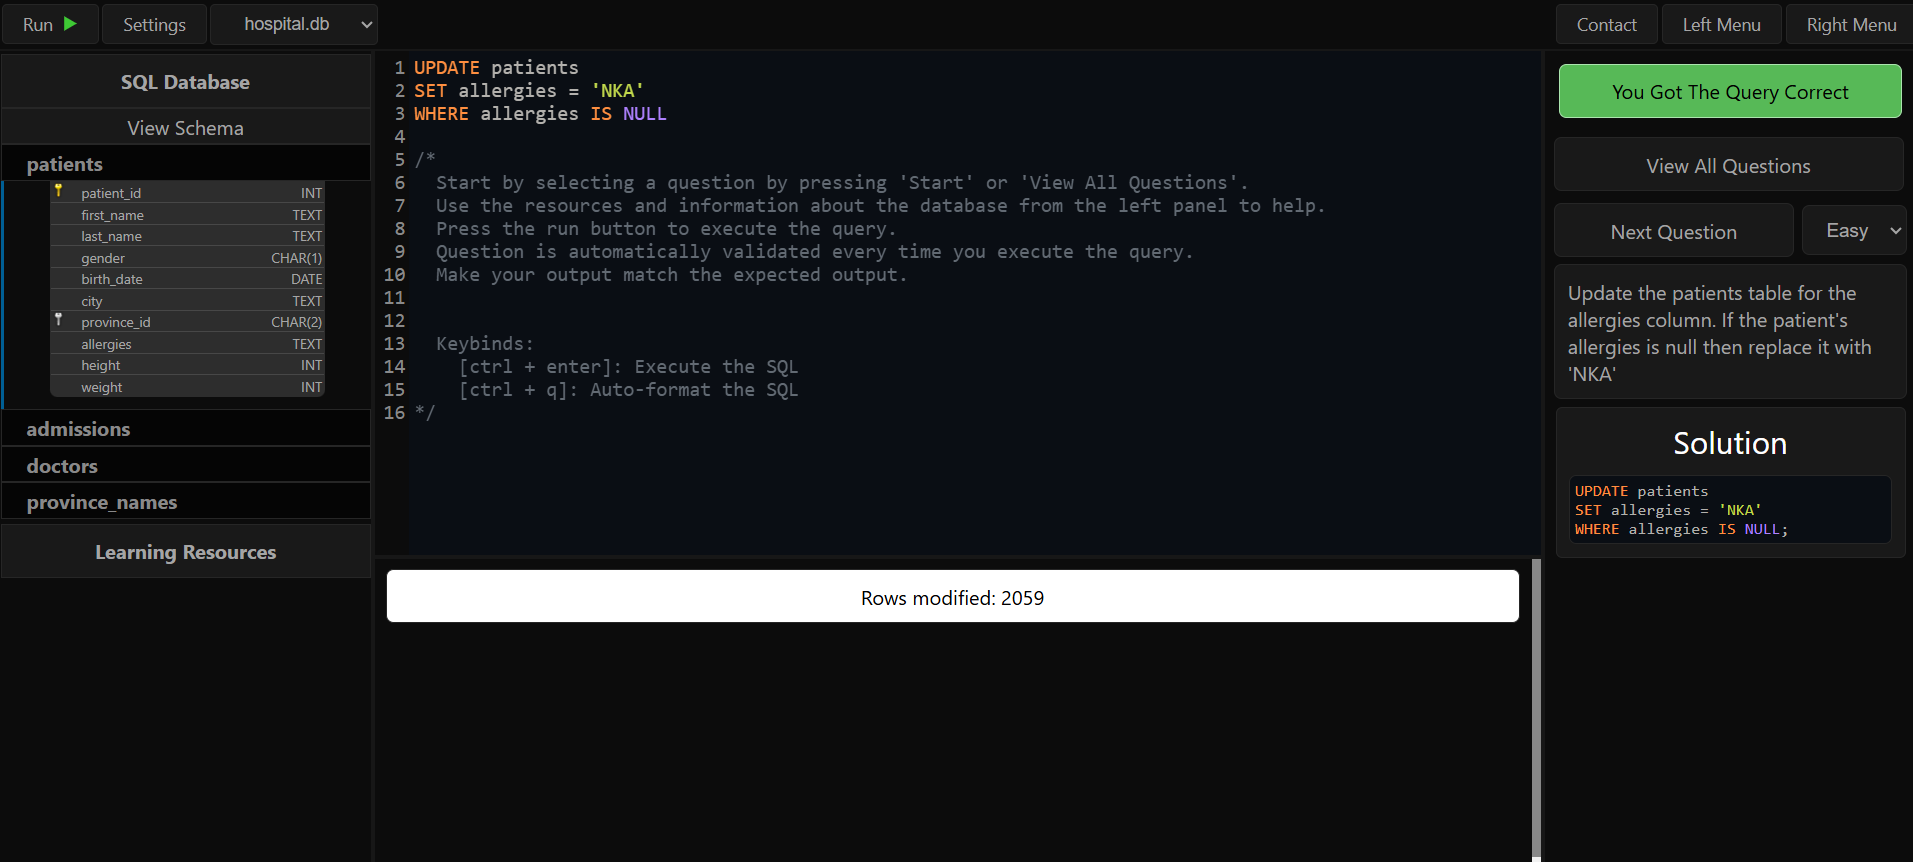 Run
Settings
hospital.db
Contact
Left Menu
Right Menu
SQL Database
View Schema
patients
patient_id INT
first_name TEXT
last_name TEXT
gender CHAR(1)
birth_date DATE
city TEXT
province_id CHAR(2)
allergies TEXT
height INT
weight INT
admissions
doctors
province_names
Learning Resources
1 UPDATE patients
2 SET allergies = 'NKA'
3 WHERE allergies IS NULL
4
5 /*
6 Start by selecting a question by pressing 'Start' or 'View All Questions'.
7 Use the resources and information about the database from the left panel to help.
8 Press the run button to execute the query.
9 Question is automatically validated every time you execute the query.
10 Make your output match the expected output.
11
12
13 Keybinds:
14 [ctrl + enter]: Execute the SQL
15 [ctrl + q]: Auto-format the SQL
16 */
Rows modified: 2059
You Got The Query Correct
View All Questions
Next Question
Easy
Update the patients table for the
allergies column. If the patient's
allergies is null then replace it with
'NKA'
Solution
UPDATE patients
SET allergies = 'NKA'
WHERE allergies IS NULL;